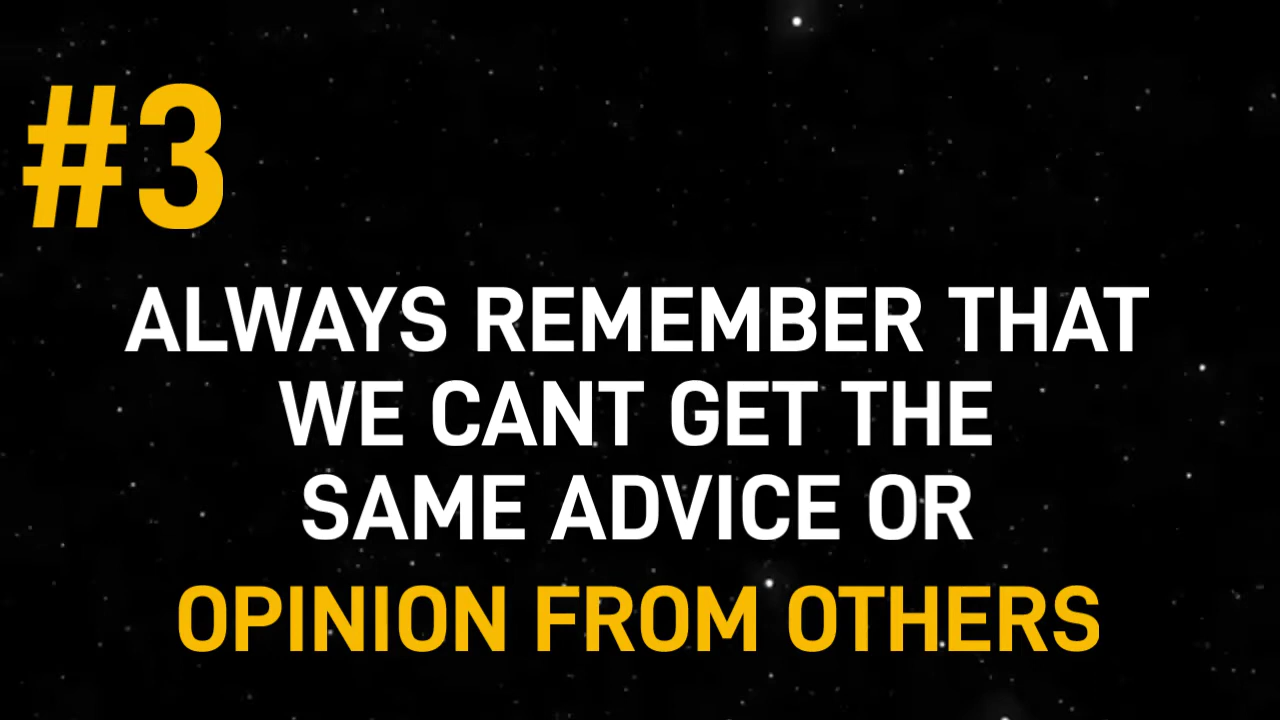 #3
ALWAYS REMEMBER THAT
WE CANT GET THE
SAME ADVICE OR
OPINION FROM OTHERS